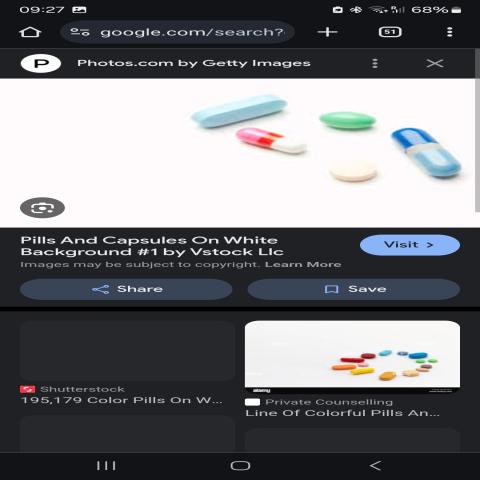 09:27
68%
google.com/search?
51
P
Photos.com by Getty Images
Pills And Capsules On White
Background #1 by Vstock Llc
Visit >
Images may be subject to copyright. Learn More
Share
Save
Shutterstock
195,179 Color Pills On W...
alamy
Private Counselling
Line Of Colorful Pills An...